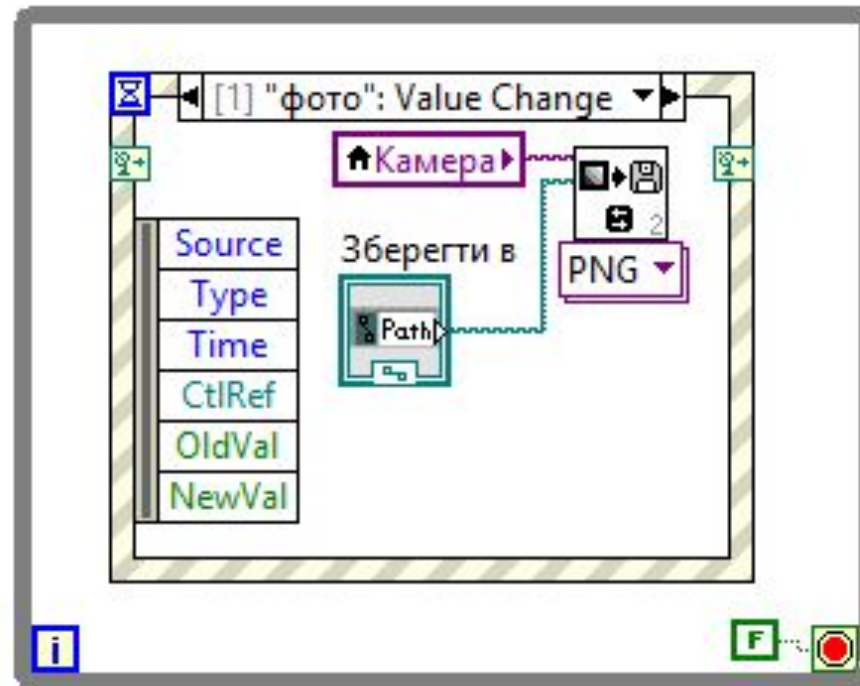 [1] "фото": Value Change
Камера
2
Source
Зберегти в
PNG
Type
Path
Time
CtlRef
OldVal
NewVal
i
F